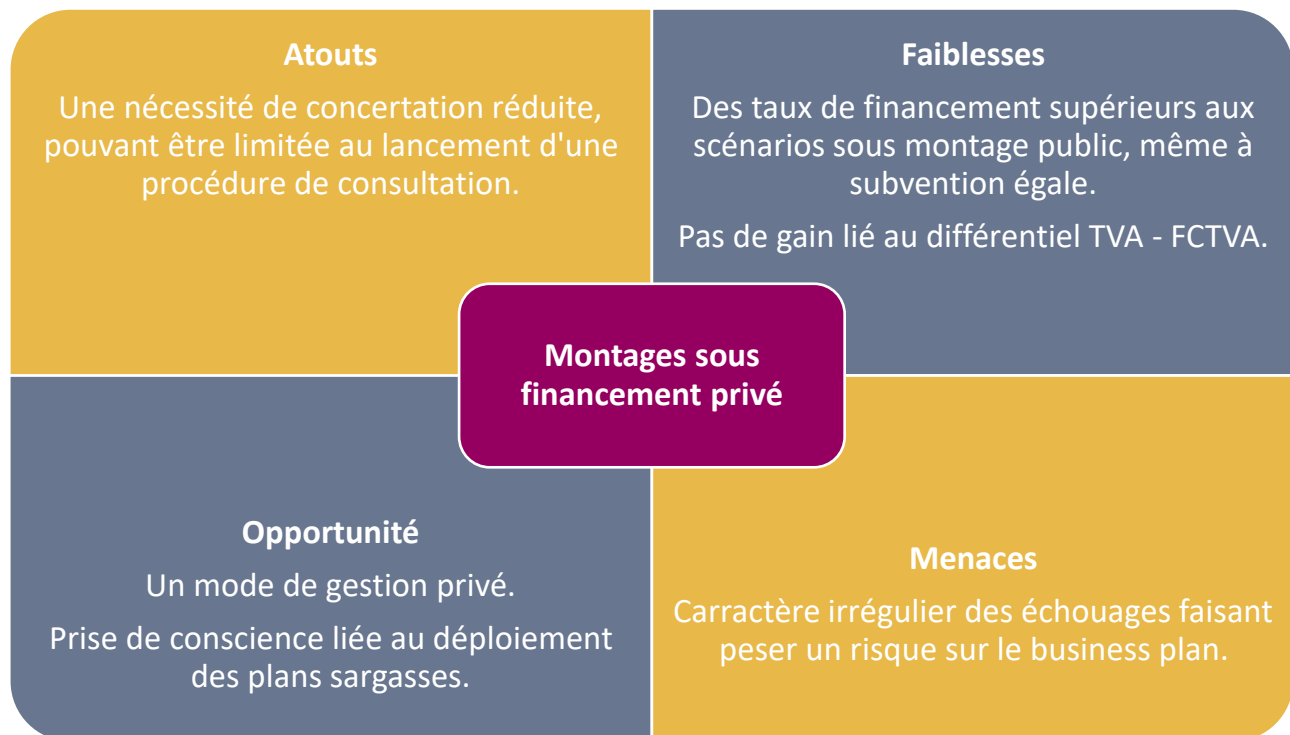 Atouts
Une nécessité de concertation réduite,
pouvant être limitée au lancement d'une
procédure de consultation.
Faiblesses
Des taux de financement supérieurs aux
scénarios sous montage public, même à
subvention égale.
Pas de gain lié au différentiel TVA - FCTVA.
Montages sous
financement privé
Opportunité
Un mode de gestion privé.
Prise de conscience liée au déploiement
des plans sargasses.
Menaces
Carractère irrégulier des échouages faisant
peser un risque sur le business plan.